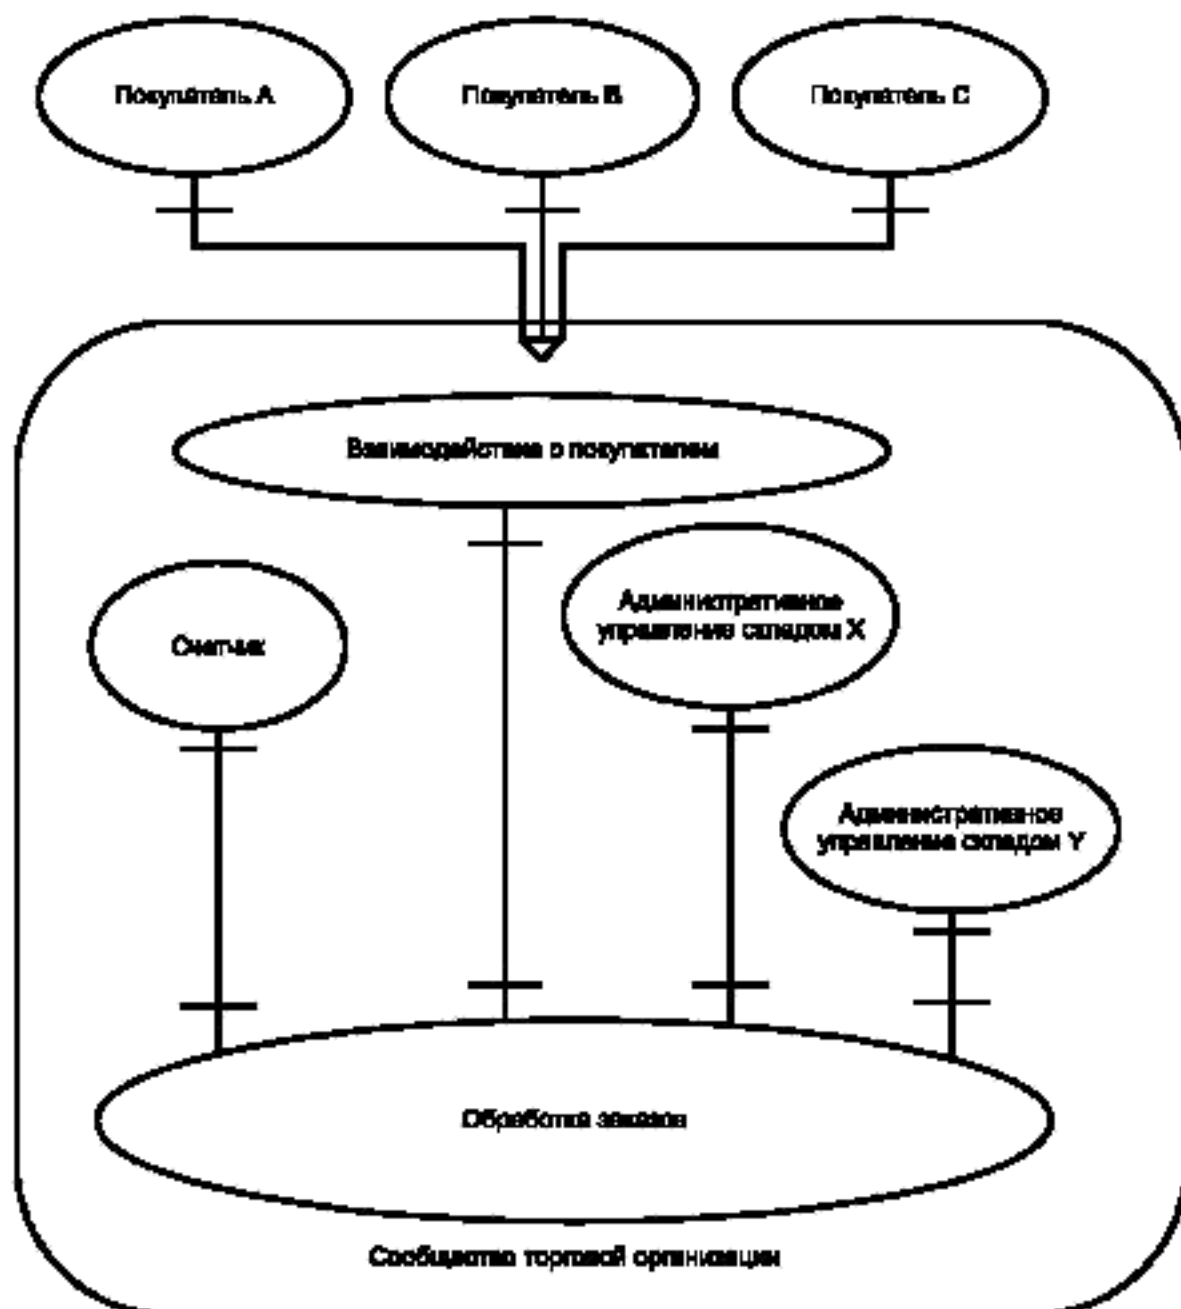 Покупатель A
Покупатель B
Покупатель C
Взаимодействие с покупателем
Административное
управление складом X
Счетчик
Административное
управление складом Y
Обработка заказов
Сообщество торговой организации